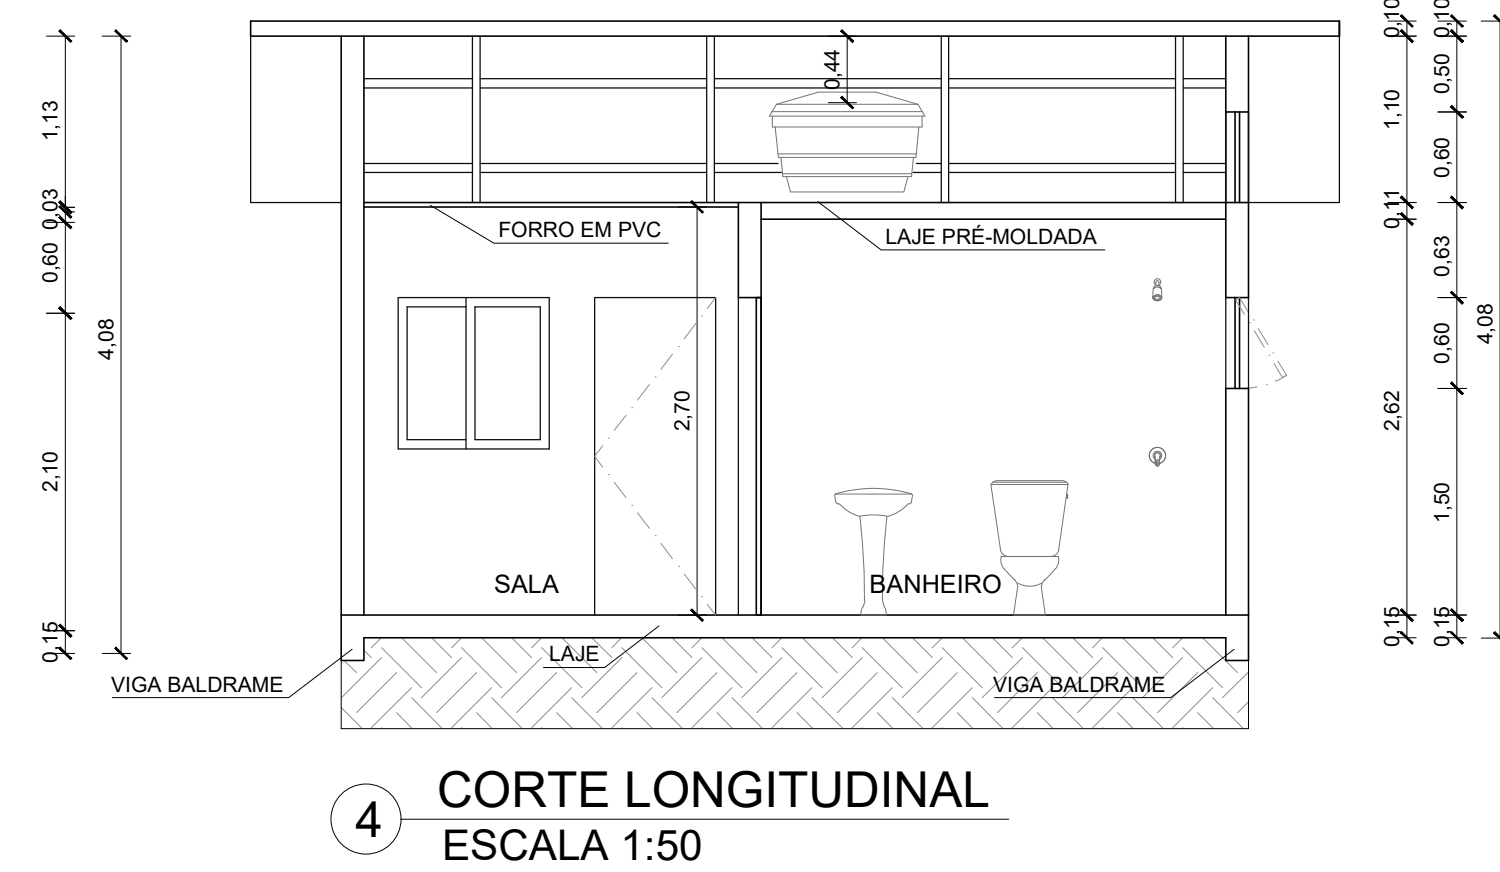 0,10
0,10
1,13
0,03
0,60
2,10
0,15
4,08
0,44
FORRO EM PVC
LAJE PRÉ-MOLDADA
2,70
SALA
BANHEIRO
LAJE
VIGA BALDRAME
VIGA BALDRAME
1,10
0,11
2,62
0,15
0,50
0,60
0,63
0,60
1,50
0,15
4,08
4
CORTE LONGITUDINAL
ESCALA 1:50